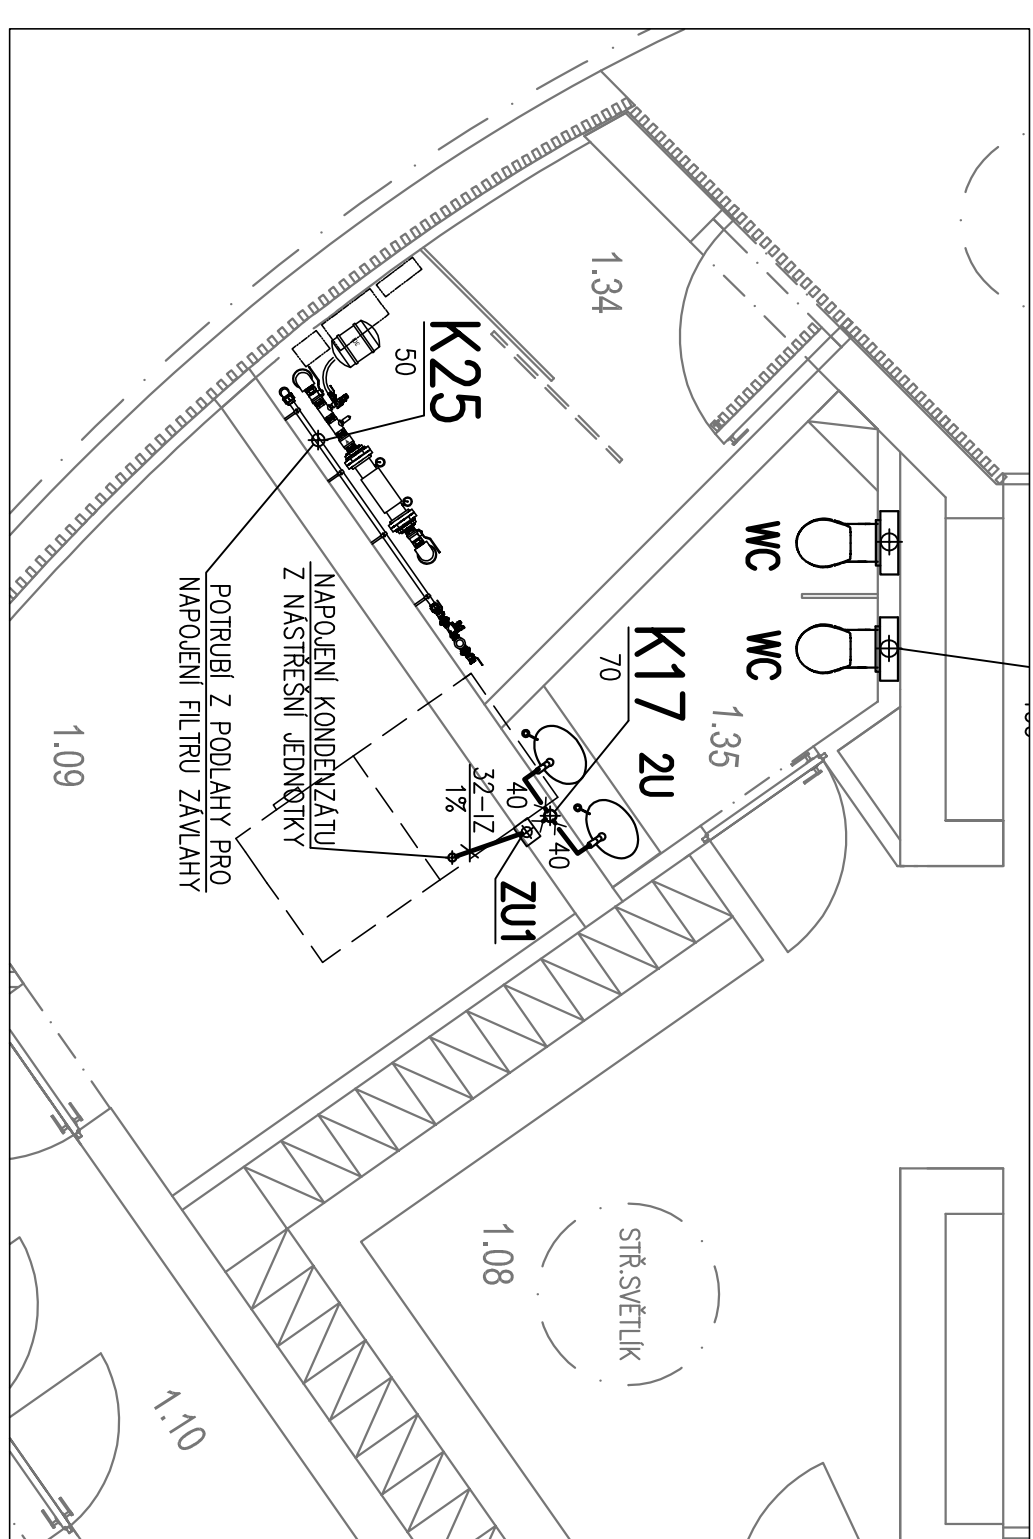 1.34
K25
50
WC
WC
K17 2U
70
1.35
NAPOJENÍ KONDENZÁTU
Z NÁSTŘEŠNÍ JEDNOTKY
POTRUBÍ Z PODLAHY PRO
NAPOJENÍ FILTRU ZÁVLAHY
32-IZ
1%
40
40
ZU1
1.09
1.08
STŘ.SVĚTLÍK
1.10